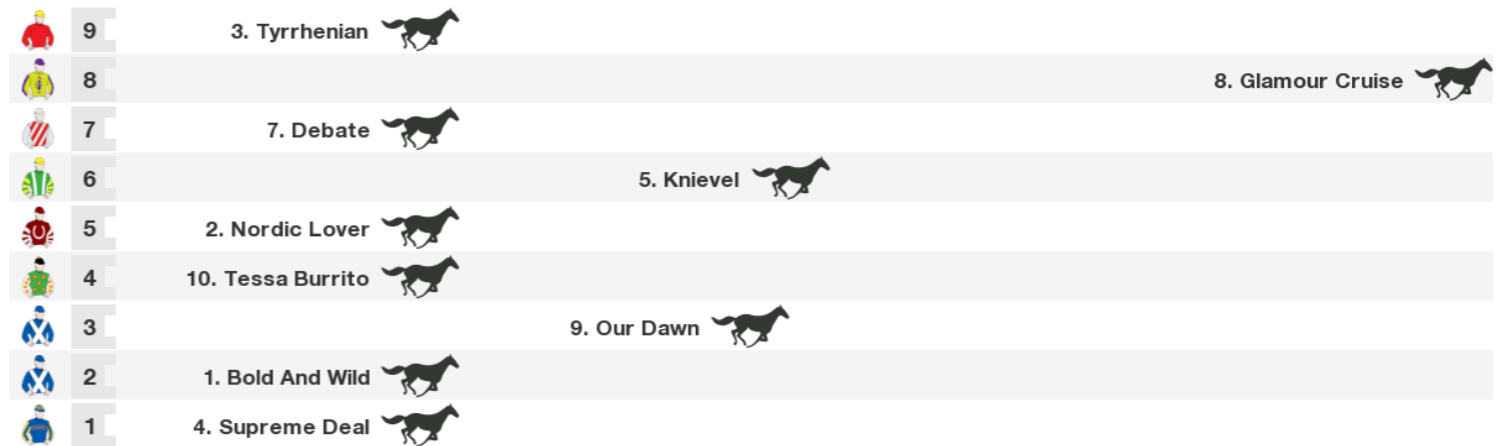 9 3. Tyrrhenian
8 8. Glamour Cruise
7 7. Debate
6 5. Knievel
5 2. Nordic Lover
4 10. Tessa Burrito
3 9. Our Dawn
2 1. Bold And Wild
1 4. Supreme Deal